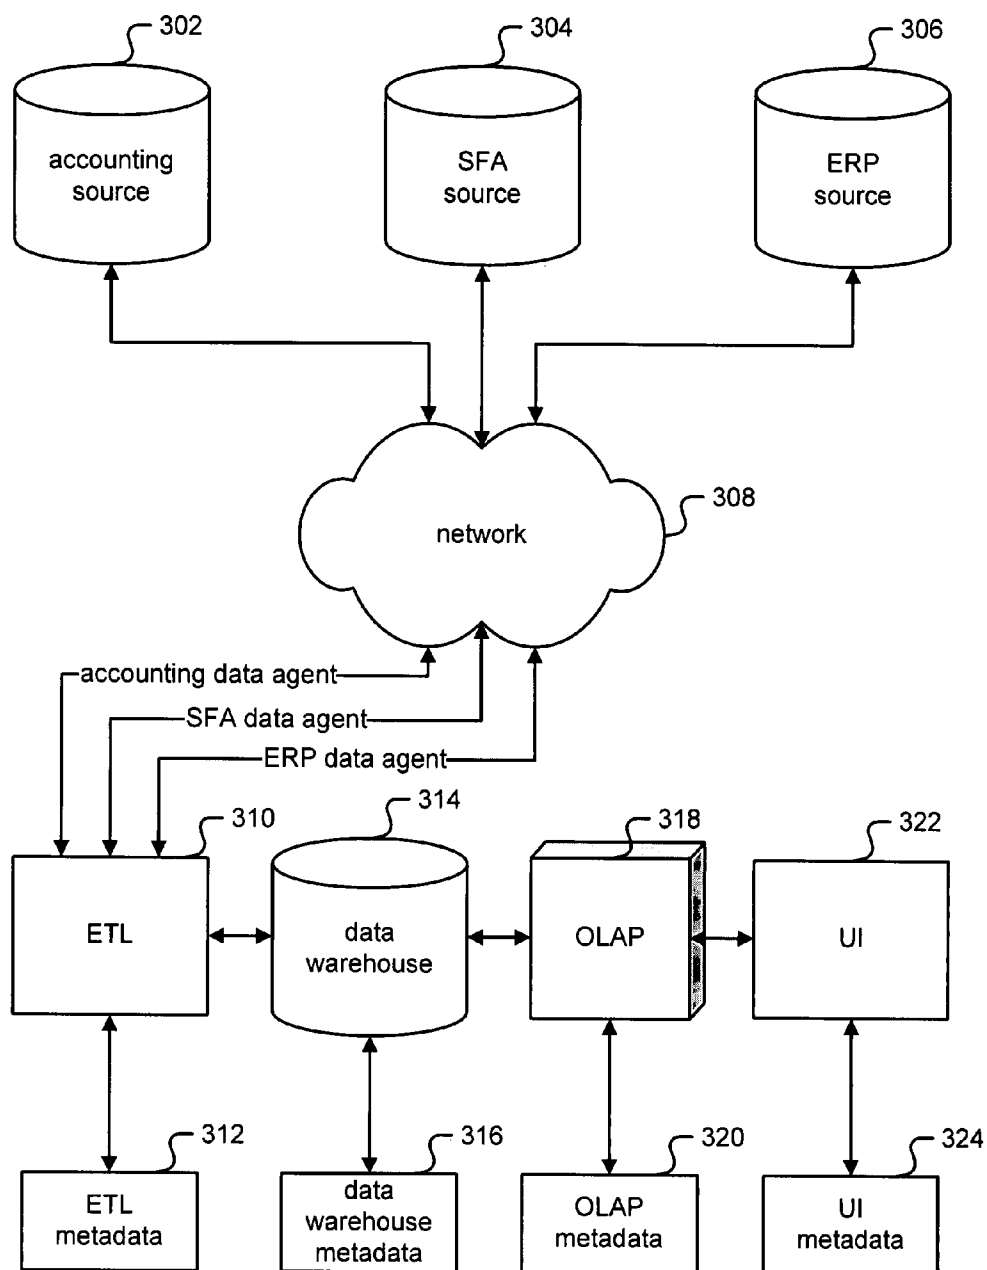 302
304
306
accounting
source
SFA
source
ERP
source
308
network
accounting data agent
SFA data agent
ERP data agent
310
314
318
322
ETL
data
warehouse
OLAP
UI
312
316
320
324
ETL
metadata
data
warehouse
metadata
OLAP
metadata
UI
metadata